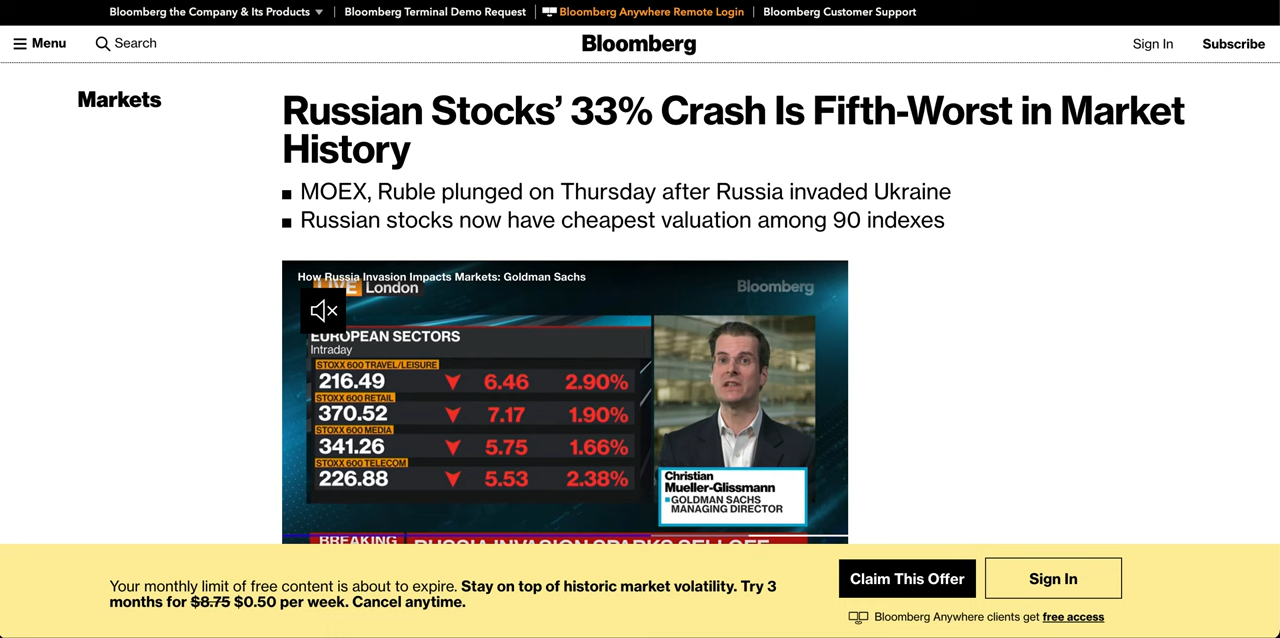 Bloomberg the Company & Its Products ▼ | Bloomberg Terminal Demo Request | Bloomberg Anywhere Remote Login | Bloomberg Customer Support
Menu Search Bloomberg Sign In Subscribe
Markets
Russian Stocks’ 33% Crash Is Fifth-Worst in Market
History
■ MOEX, Ruble plunged on Thursday after Russia invaded Ukraine
■ Russian stocks now have cheapest valuation among 90 indexes
How Russia Invasion Impacts Markets: Goldman Sachs
LIVE London
Bloomberg
EUROPEAN SECTORS
Intraday
STOXX 600 TRAVEL/LEISURE
216.49 ▼ 6.46 2.90%
STOXX 600 RETAIL
370.52 ▼ 7.17 1.90%
STOXX 600 MEDIA
341.26 ▼ 5.75 1.66%
STOXX 600 TELECOM
226.88 ▼ 5.53 2.38%
Christian
Mueller-Glissmann
■ GOLDMAN SACHS
MANAGING DIRECTOR
BREAKING RUSSIA INVASION SPARKS SELLOFF
Your monthly limit of free content is about to expire. Stay on top of historic market volatility. Try 3
months for $8.75 $0.50 per week. Cancel anytime.
Claim This Offer
Sign In
Bloomberg Anywhere clients get free access